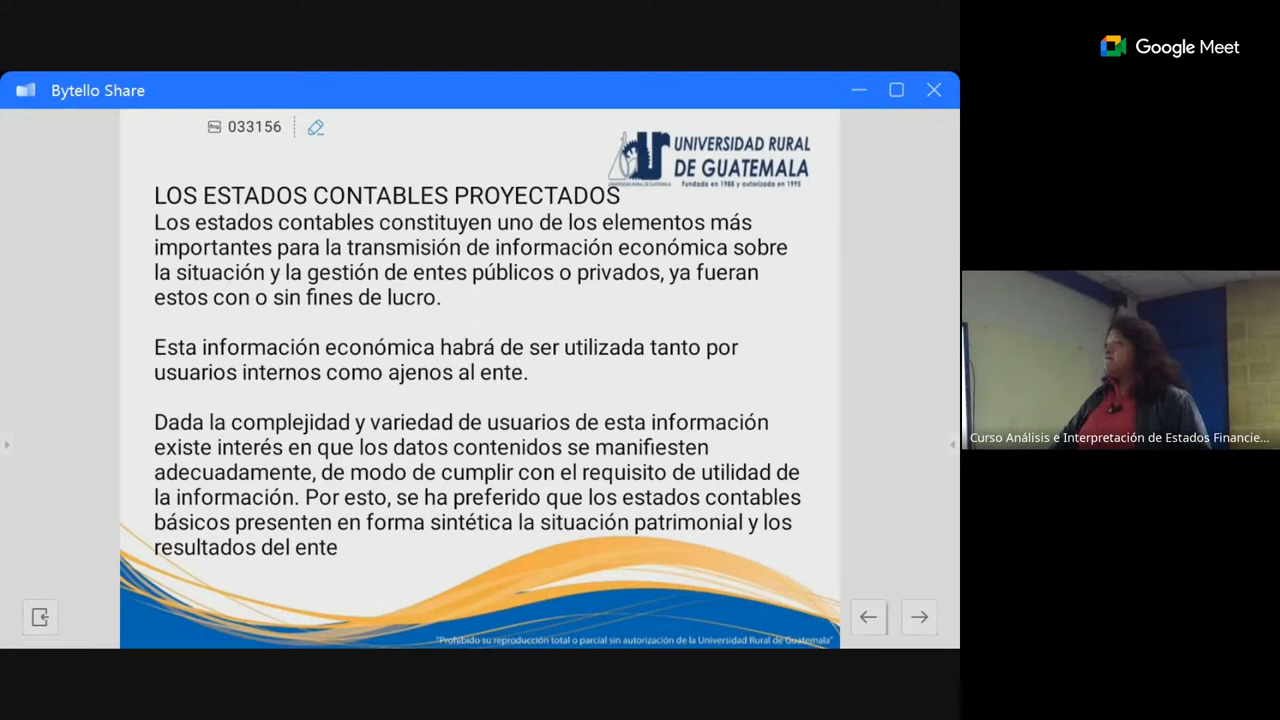 Google Meet
Bytello Share
033156
UNIVERSIDAD RURAL
DE GUATEMALA
Fundada en 1988 y autorizada en 1995
LOS ESTADOS CONTABLES PROYECTADOS
Los estados contables constituyen uno de los elementos más
importantes para la transmisión de información económica sobre
la situación y la gestión de entes públicos o privados, ya fueran
estos con o sin fines de lucro.
Esta información económica habrá de ser utilizada tanto por
usuarios internos como ajenos al ente.
Dada la complejidad y variedad de usuarios de esta información
existe interés en que los datos contenidos se manifiesten
adecuadamente, de modo de cumplir con el requisito de utilidad de
la información. Por esto, se ha preferido que los estados contables
básicos presenten en forma sintética la situación patrimonial y los
resultados del ente
"Prohibido su reproducción total o parcial sin autorización de la Universidad Rural de Guatemala"
Curso Análisis e Interpretación de Estados Financie...